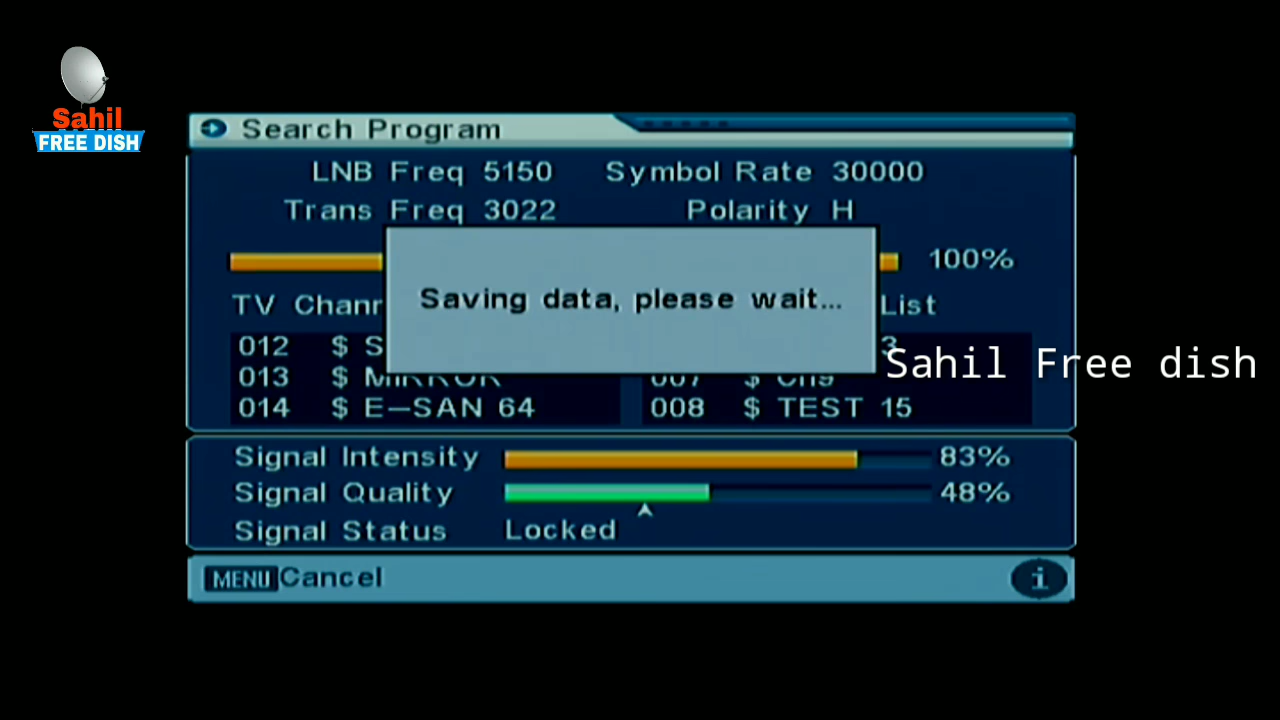 Sahil
FREE DISH
Search Program
LNB Freq 5150 Symbol Rate 30000
Trans Freq 3022 Polarity H
100%
Saving data, please wait...
TV List
012 $
013 $ MIRROR 007 $ Ch9
014 $ E-SAN 64 008 $ TEST 15
Sahil Free dish
Signal Intensity 83%
Signal Quality 48%
Signal Status Locked
MENU Cancel
i